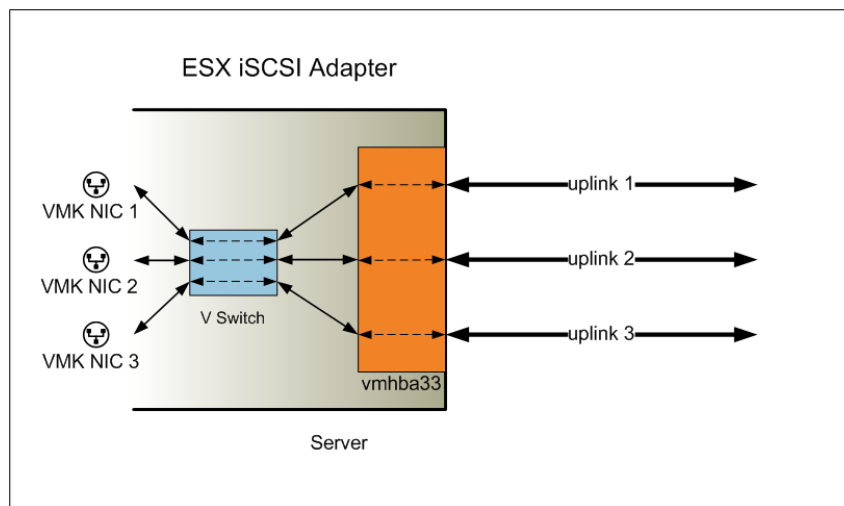 ESX iSCSI Adapter
VMK NIC 1
VMK NIC 2
VMK NIC 3
V Switch
vmhba33
uplink 1
uplink 2
uplink 3
Server